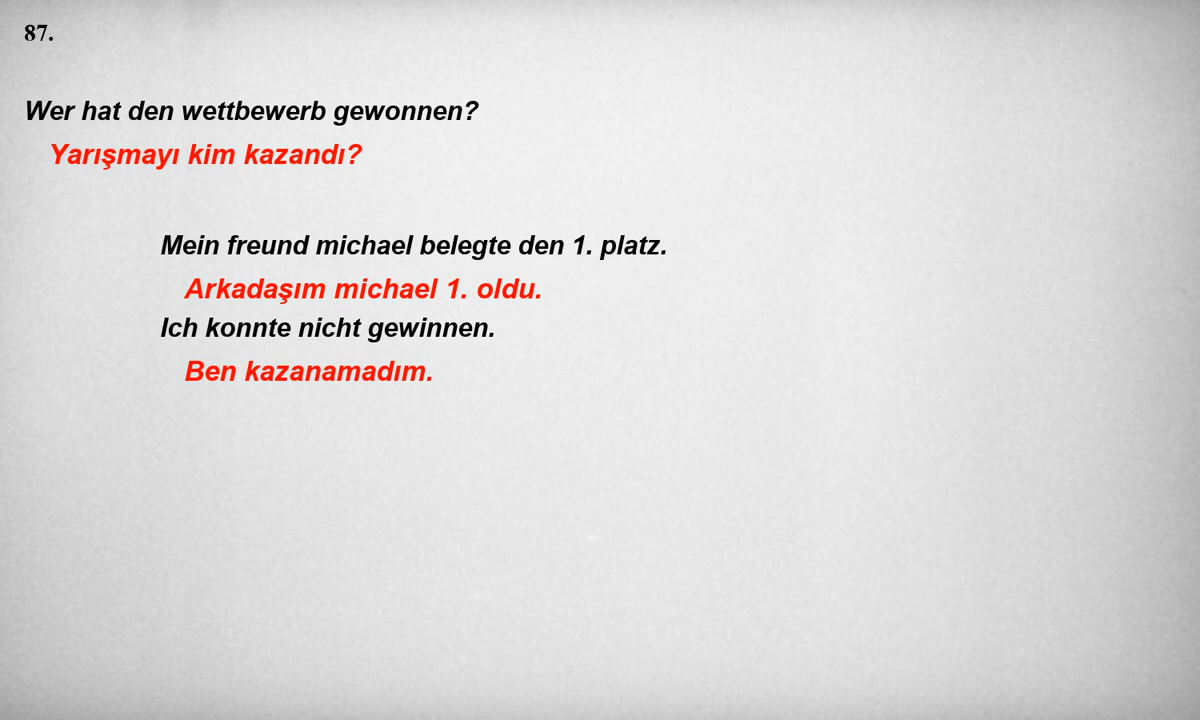 87.
Wer hat den wettbewerb gewonnen?
Yarışmayı kim kazandı?
Mein freund michael belegte den 1. platz.
Arkadaşım michael 1. oldu.
Ich konnte nicht gewinnen.
Ben kazanamadım.